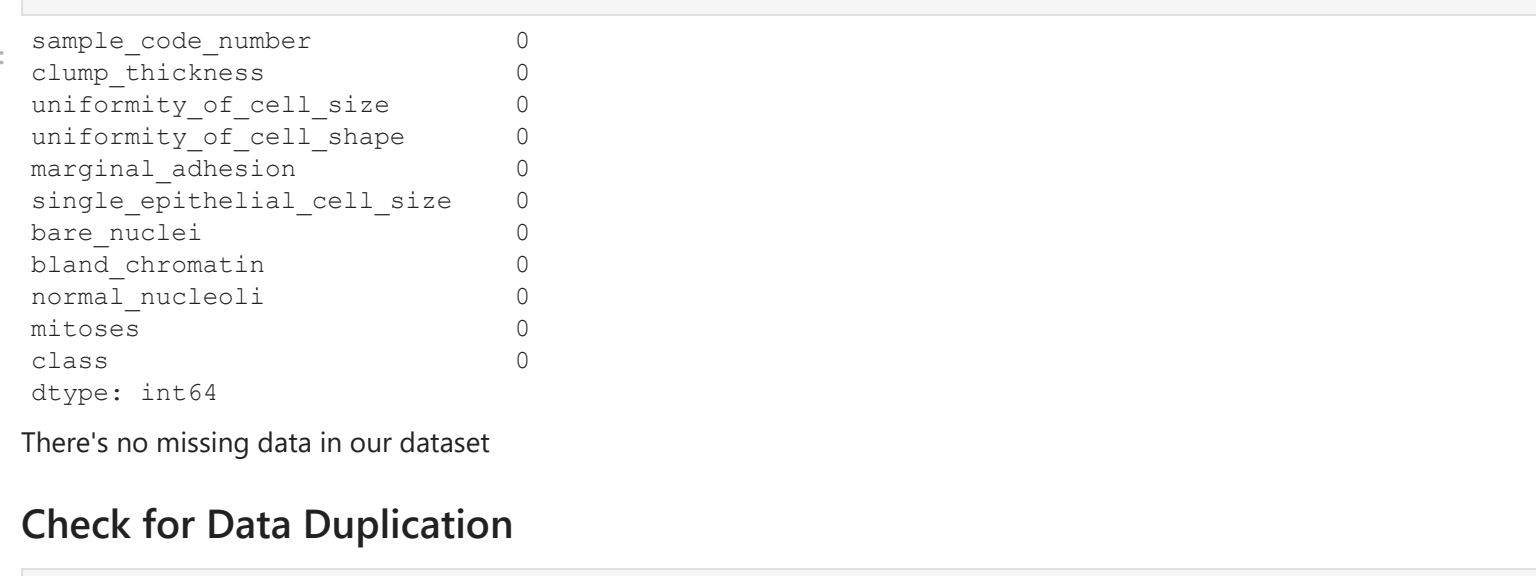 sample_code_number 0
clump_thickness 0
uniformity_of_cell_size 0
uniformity_of_cell_shape 0
marginal_adhesion 0
single_epithelial_cell_size 0
bare_nuclei 0
bland_chromatin 0
normal_nucleoli 0
mitoses 0
class 0
dtype: int64
There's no missing data in our dataset
Check for Data Duplication